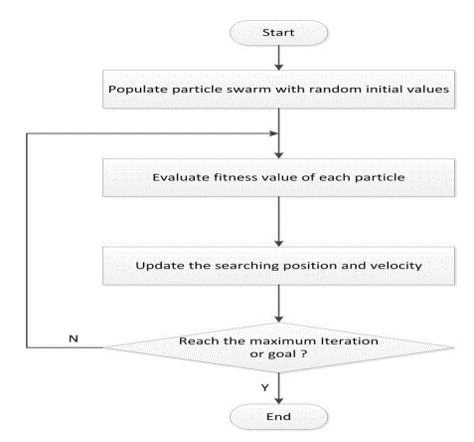 Start
Populate particle swarm with random initial values
Evaluate fitness value of each particle
Update the searching position and velocity
Reach the maximum Iteration
or goal ?
N
Y
End